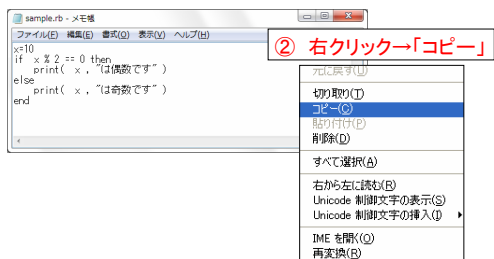 sample.rb - メモ帳
ファイル(F) 編集(E) 書式(O) 表示(V) ヘルプ(H)
x=10
if x % 2 == 0 then
print( x , "は偶数です" )
else
print( x , "は奇数です" )
end
② 右クリック→「コピー」
元に戻す(U)
切り取り(T)
コピー(C)
貼り付け(P)
削除(D)
すべて選択(A)
右から左に読む(R)
Unicode 制御文字の表示(S)
Unicode 制御文字の挿入(I)
IME を開く(O)
再変換(R)